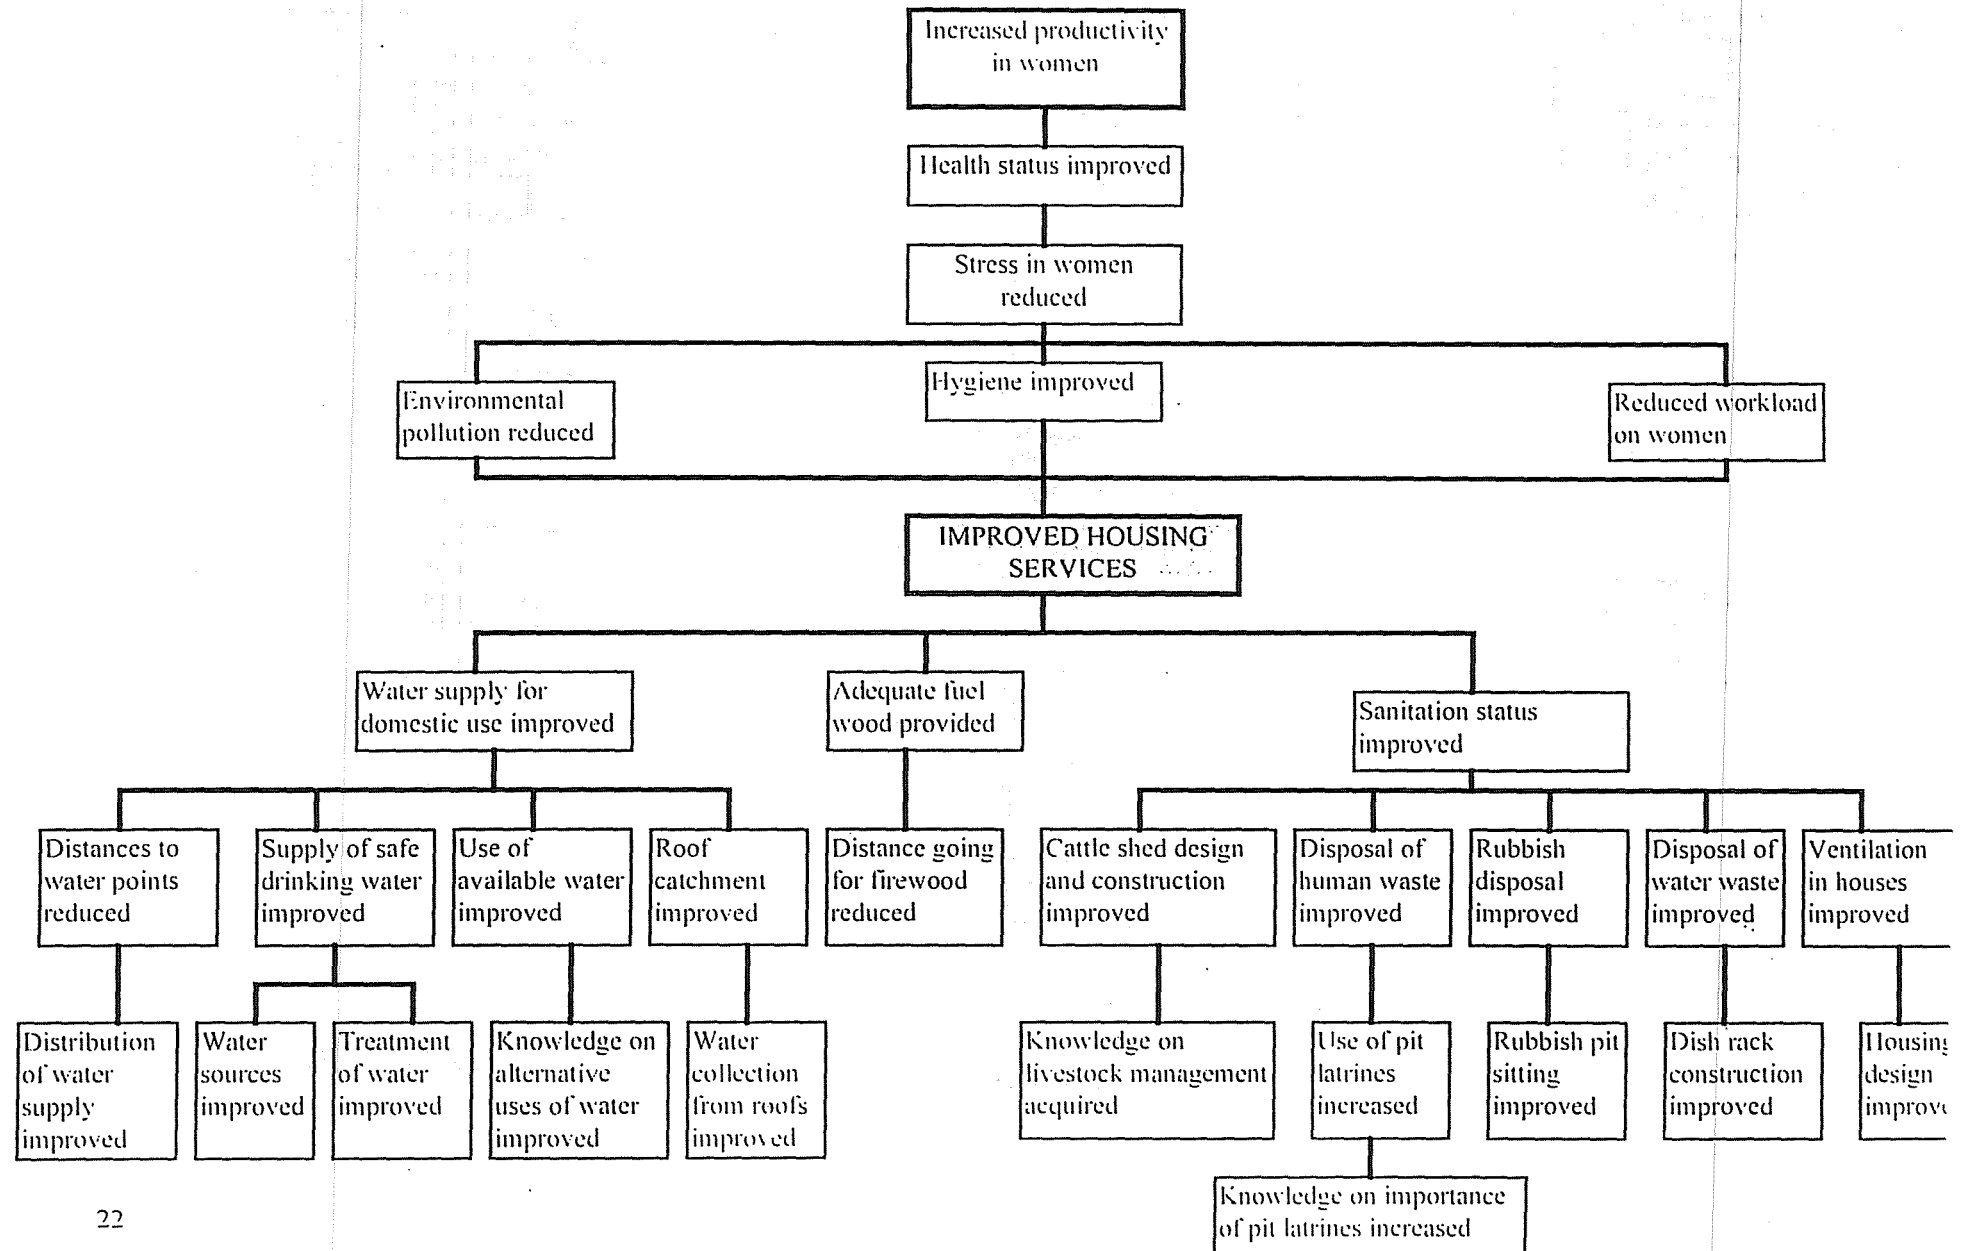 Increased productivity
in women
Health status improved
Stress in women
reduced
Environmental
pollution reduced
Hygiene improved
Reduced workload
on women
IMPROVED HOUSING
SERVICES
Water supply for
domestic use improved
Adequate fuel
wood provided
Sanitation status
improved
Distances to
water points
reduced
Supply of safe
drinking water
improved
Use of
available water
improved
Roof
catchment
improved
Distance going
for firewood
reduced
Cattle shed design
and construction
improved
Disposal of
human waste
improved
Rubbish
disposal
improved
Disposal of
water waste
improved
Ventilation
in houses
improved
Distribution
of water
supply
improved
Water
sources
improved
Treatment
of water
improved
Knowledge on
alternative
uses of water
improved
Water
collection
from roofs
improved
Knowledge on
livestock management
acquired
Use of pit
latrines
increased
Rubbish pit
sitting
improved
Dish rack
construction
improved
Housing
design
improve
Knowledge on importance
of pit latrines increased
22